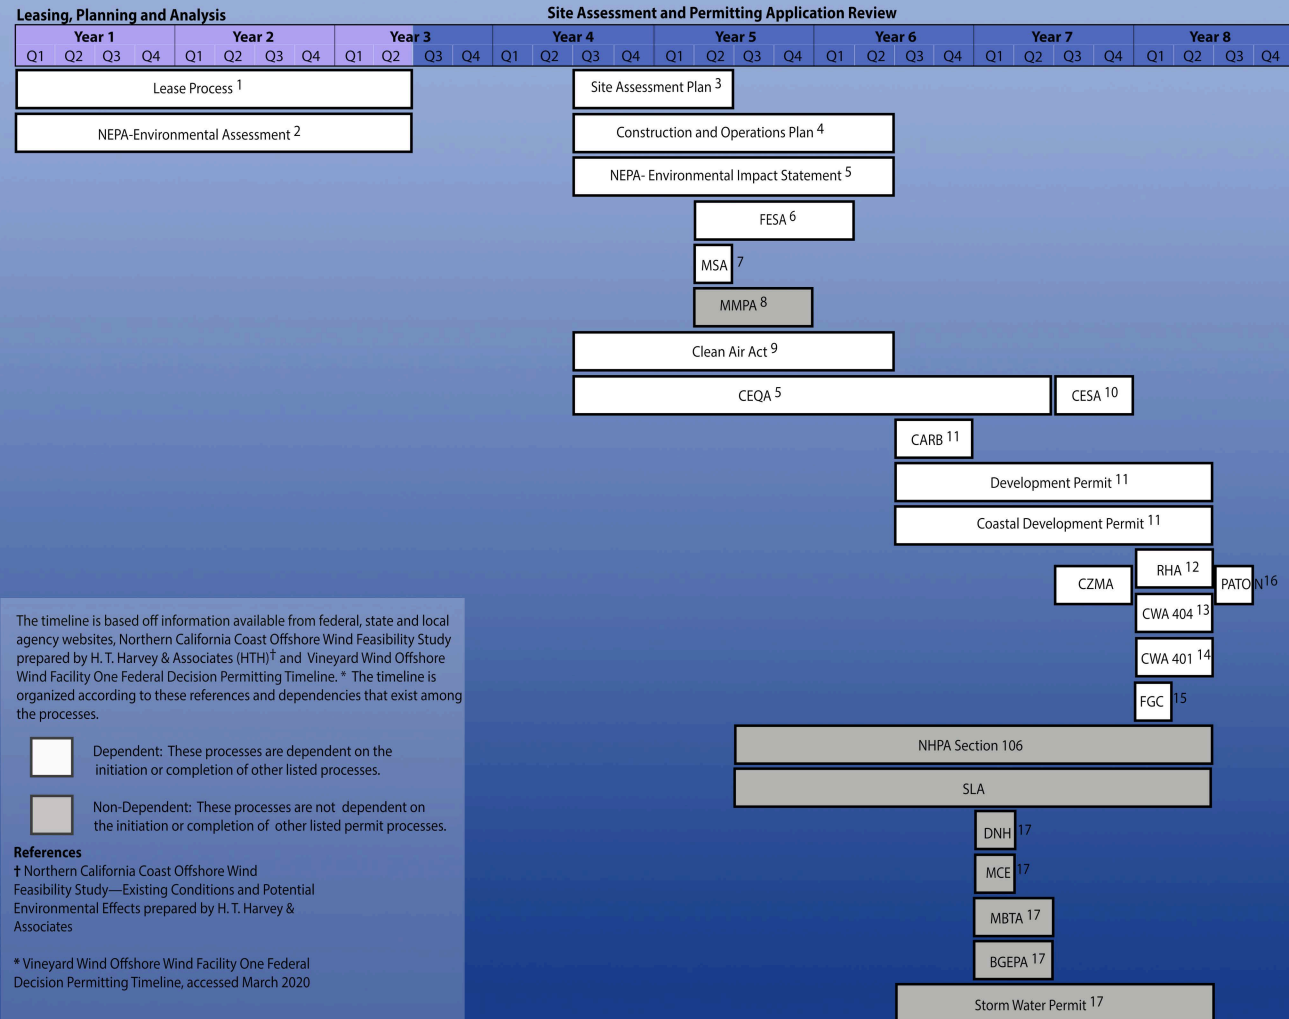 Leasing, Planning and Analysis
Site Assessment and Permitting Application Review
Year 1 Year 2 Year 3 Year 4 Year 5 Year 6 Year 7 Year 8
Q1 Q2 Q3 Q4 Q1 Q2 Q3 Q4 Q1 Q2 Q3 Q4 Q1 Q2 Q3 Q4 Q1 Q2 Q3 Q4 Q1 Q2 Q3 Q4 Q1 Q2 Q3 Q4 Q1 Q2 Q3 Q4
Lease Process 1
Site Assessment Plan 3
NEPA-Environmental Assessment 2
Construction and Operations Plan 4
NEPA- Environmental Impact Statement 5
FESA 6
MSA 7
MMPA 8
Clean Air Act 9
CEQA 5
CESA 10
CARB 11
Development Permit 11
Coastal Development Permit 11
RHA 12
CZMA
PATON 16
CWA 404 13
CWA 401 14
FGC 15
NHPA Section 106
SLA
DNH 17
MCE 17
MBTA 17
BGEPA 17
Storm Water Permit 17
The timeline is based off information available from federal, state and local
agency websites, Northern California Coast Offshore Wind Feasibility Study
prepared by H. T. Harvey & Associates (HTH)† and Vineyard Wind Offshore
Wind Facility One Federal Decision Permitting Timeline. * The timeline is
organized according to these references and dependencies that exist among
the processes.
Dependent: These processes are dependent on the
initiation or completion of other listed processes.
Non-Dependent: These processes are not dependent on
the initiation or completion of other listed permit processes.
References
† Northern California Coast Offshore Wind
Feasibility Study—Existing Conditions and Potential
Environmental Effects prepared by H. T. Harvey &
Associates
* Vineyard Wind Offshore Wind Facility One Federal
Decision Permitting Timeline, accessed March 2020